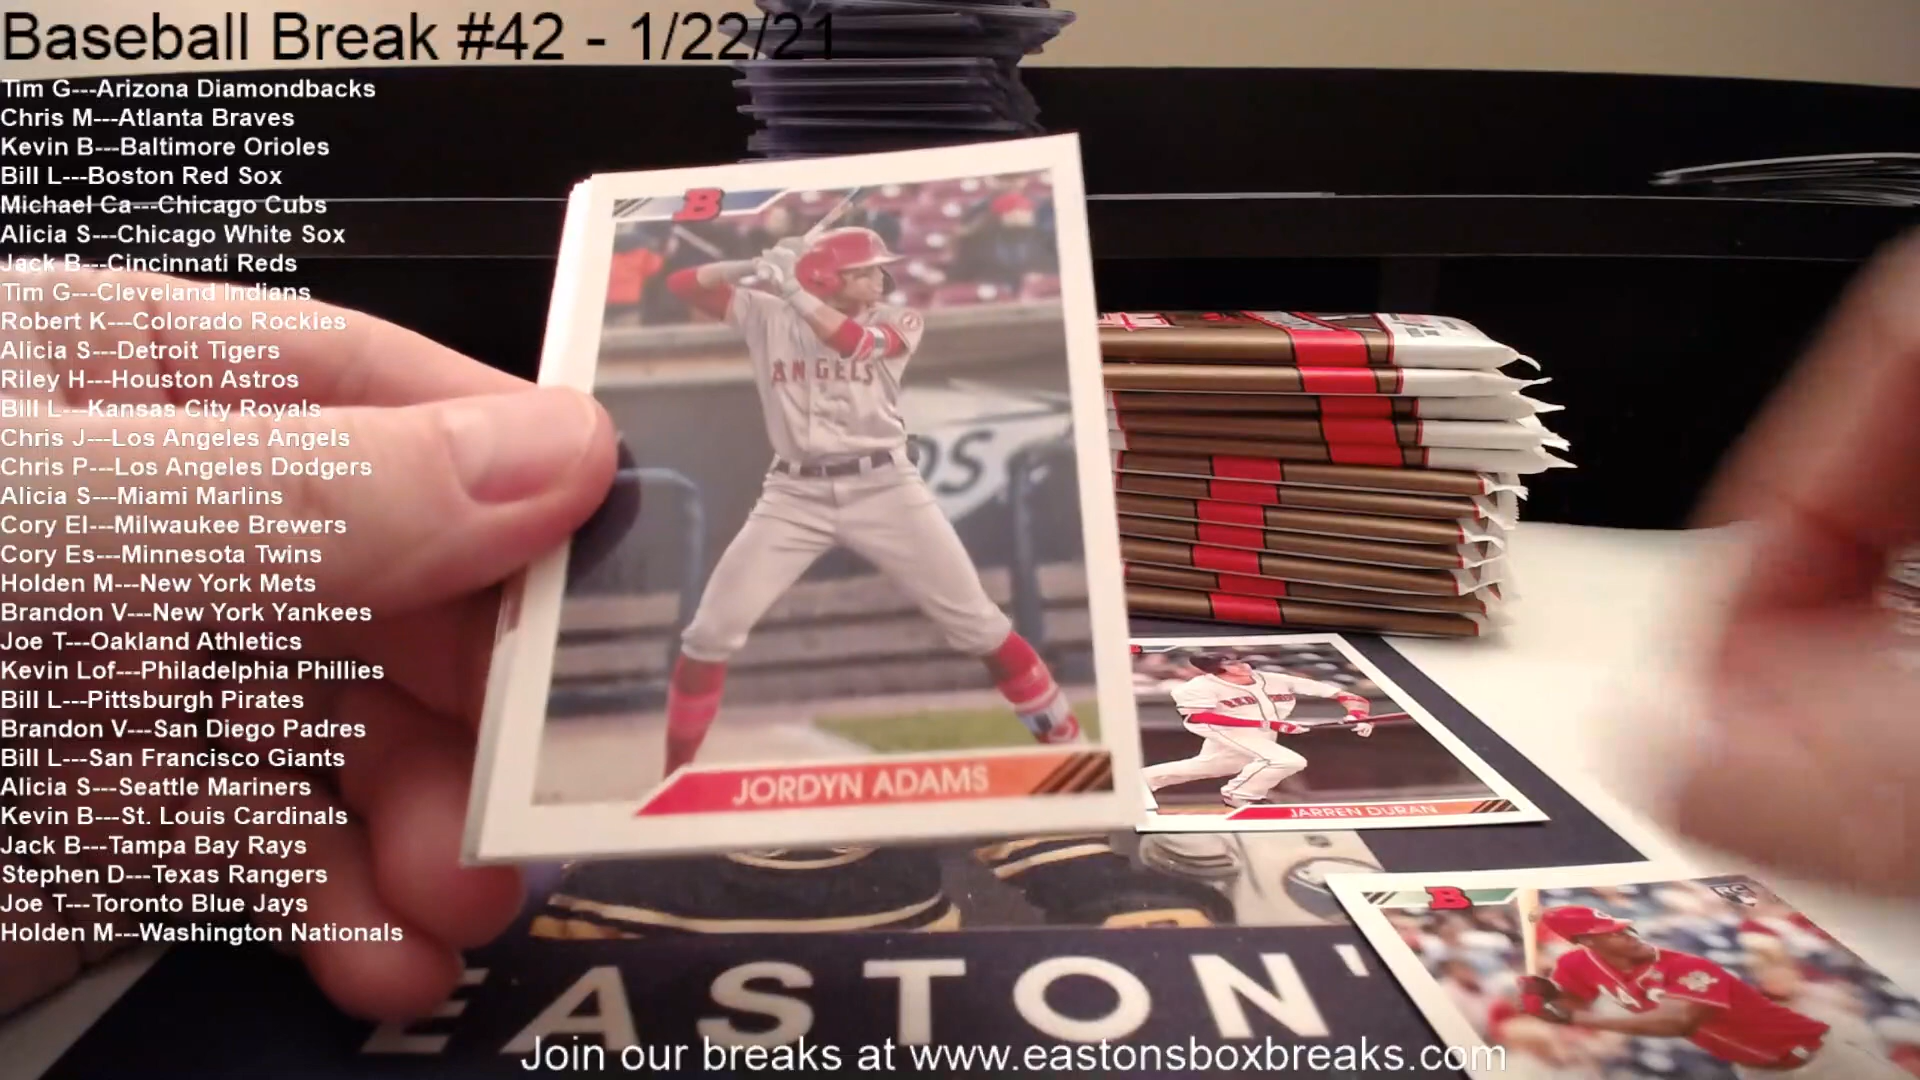 Baseball Break #42 - 1/22/21
Tim G---Arizona Diamondbacks
Chris M---Atlanta Braves
Kevin B---Baltimore Orioles
Bill L---Boston Red Sox
Michael Ca---Chicago Cubs
Alicia S---Chicago White Sox
Jack B---Cincinnati Reds
Tim G---Cleveland Indians
Robert K---Colorado Rockies
Alicia S---Detroit Tigers
Riley H---Houston Astros
Bill L---Kansas City Royals
Chris J---Los Angeles Angels
Chris P---Los Angeles Dodgers
Alicia S---Miami Marlins
Cory El---Milwaukee Brewers
Cory Es---Minnesota Twins
Holden M---New York Mets
Brandon V---New York Yankees
Joe T---Oakland Athletics
Kevin Lof---Philadelphia Phillies
Bill L---Pittsburgh Pirates
Brandon V---San Diego Padres
Bill L---San Francisco Giants
Alicia S---Seattle Mariners
Kevin B---St. Louis Cardinals
Jack B---Tampa Bay Rays
Stephen D---Texas Rangers
Joe T---Toronto Blue Jays
Holden M---Washington Nationals
B
ANGELS
JORDYN ADAMS
JARREN DURAN
B
RC
EASTON'
Join our breaks at www.eastonsboxbreaks.com